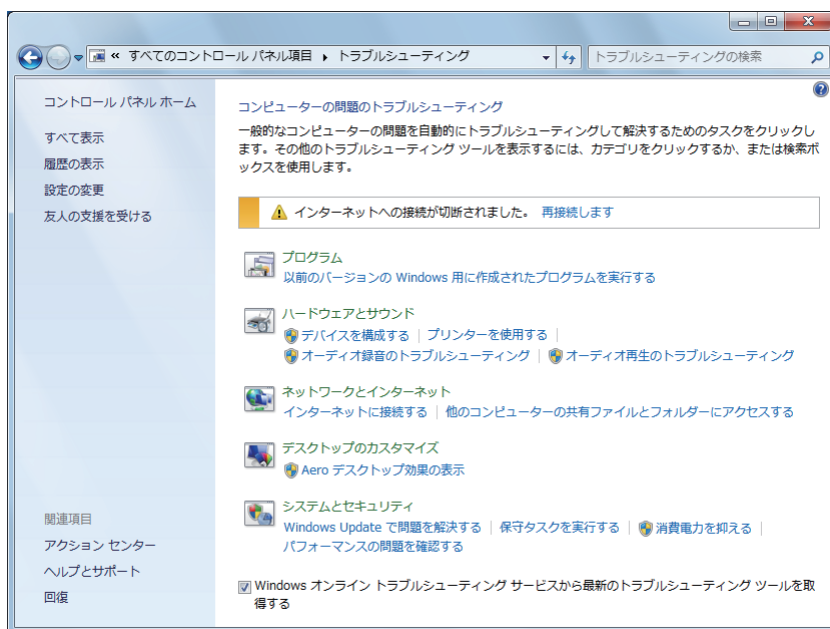 « すべてのコントロール パネル項目 ▸ トラブルシューティング
トラブルシューティングの検索
コントロール パネル ホーム
すべて表示
履歴の表示
設定の変更
友人の支援を受ける
コンピューターの問題のトラブルシューティング
一般的なコンピューターの問題を自動的にトラブルシューティングして解決するためのタスクをクリックし
ます。その他のトラブルシューティング ツールを表示するには、カテゴリをクリックするか、または検索ボ
ックスを使用します。
インターネットへの接続が切断されました。 再接続します
プログラム
以前のバージョンの Windows 用に作成されたプログラムを実行する
ハードウェアとサウンド
デバイスを構成する | プリンターを使用する |
オーディオ録音のトラブルシューティング | オーディオ再生のトラブルシューティング
ネットワークとインターネット
インターネットに接続する | 他のコンピューターの共有ファイルとフォルダーにアクセスする
デスクトップのカスタマイズ
Aero デスクトップ効果の表示
システムとセキュリティ
Windows Update で問題を解決する | 保守タスクを実行する | 消費電力を抑える |
パフォーマンスの問題を確認する
Windows オンライン トラブルシューティング サービスから最新のトラブルシューティング ツールを取
得する
関連項目
アクション センター
ヘルプとサポート
回復